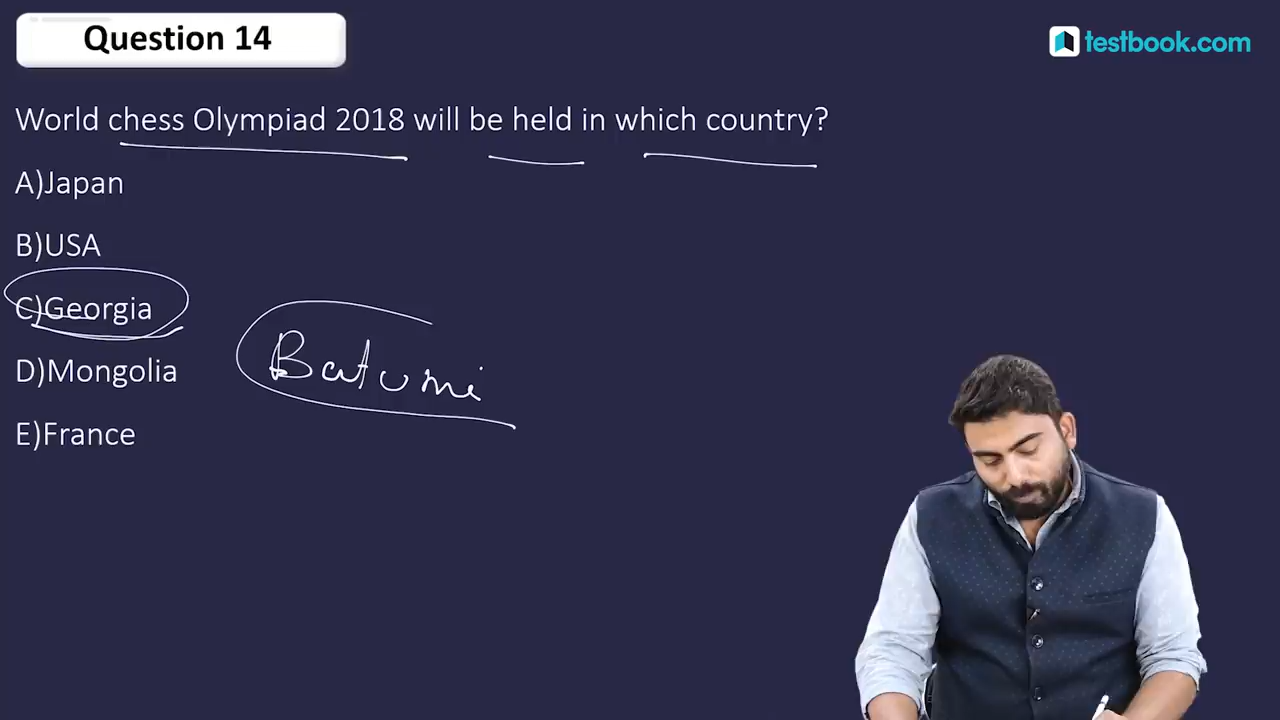 Question 14
testbook.com
World chess Olympiad 2018 will be held in which country?
A)Japan
B)USA
C)Georgia
D)Mongolia
Batumi
E)France